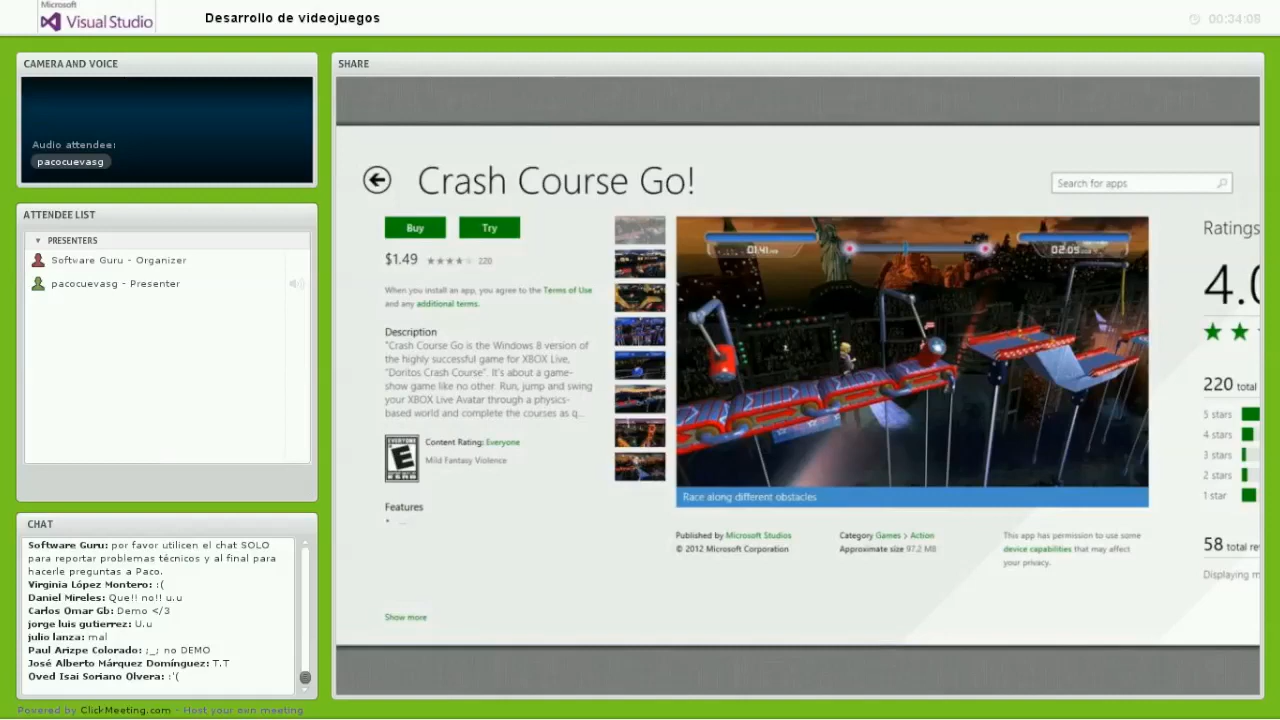 Microsoft
Visual Studio
Desarrollo de videojuegos
00:34:08
CAMERA AND VOICE
Audio attendee:
pacocuevasg
ATTENDEE LIST
PRESENTERS
Software Guru - Organizer
pacocuevasg - Presenter
CHAT
Software Guru: por favor utilicen el chat SOLO
para reportar problemas técnicos y al final para
hacerle preguntas a Paco.
Virginia López Montero: :(
Daniel Mireles: Que!! no!! u.u
Carlos Omar Gb: Demo </3
jorge luis gutierrez: U.u
julio lanza: mal
Paul Arizpe Colorado: ;_; no DEMO
José Alberto Márquez Domínguez: T.T
Oved Isai Soriano Olvera: :'(
Powered by ClickMeeting.com - Host your own meeting
SHARE
Crash Course Go!
Search for apps
Buy
Try
$1.49
220
When you install an app, you agree to the Terms of Use
and any additional terms.
Description
"Crash Course Go is the Windows 8 version of
the highly successful game for XBOX Live,
"Doritos Crash Course". It's about a game-
show game like no other. Run, jump and swing
your XBOX Live Avatar through a physics-
based world and complete the courses as q...
EVERYONE
E
ESRB
Content Rating: Everyone
Mild Fantasy Violence
Features
• ...
Show more
01:41
02:05
Race along different obstacles
Published by Microsoft Studios
© 2012 Microsoft Corporation
Category Games > Action
Approximate size 97.2 MB
This app has permission to use some
device capabilities that may affect
your privacy.
Ratings
4.0
220 total
5 stars
4 stars
3 stars
2 stars
1 star
58 total re
Displaying m